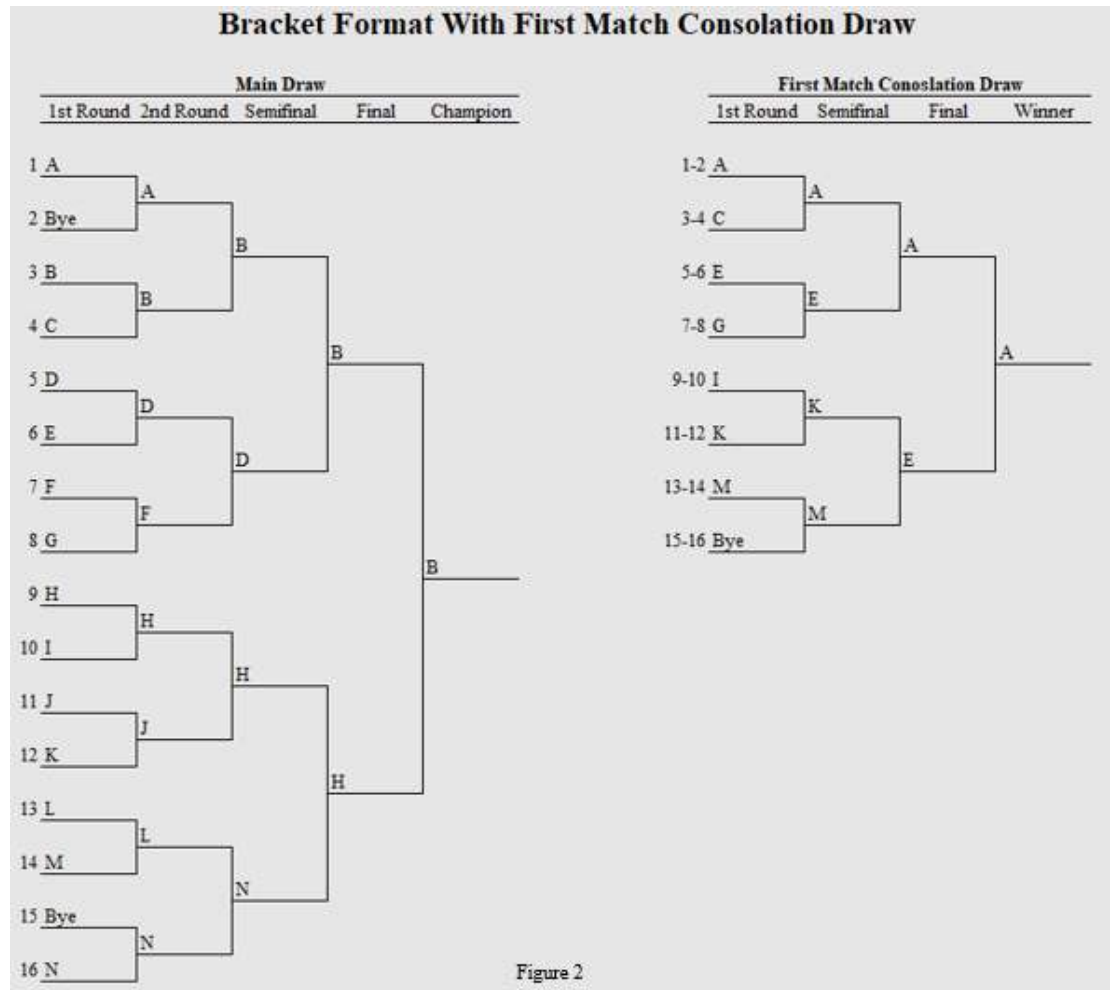 Bracket Format With First Match Consolation Draw
Main Draw
1st Round 2nd Round Semifinal Final Champion
1 A
A
2 Bye
B
3 B
B
4 C
B
5 D
D
6 E
D
7 F
F
8 G
B
9 H
H
10 I
H
11 J
J
12 K
H
13 L
L
14 M
N
15 Bye
N
16 N
First Match Conoslation Draw
1st Round Semifinal Final Winner
1-2 A
A
3-4 C
A
5-6 E
E
7-8 G
A
9-10 I
K
11-12 K
E
13-14 M
M
15-16 Bye
Figure 2